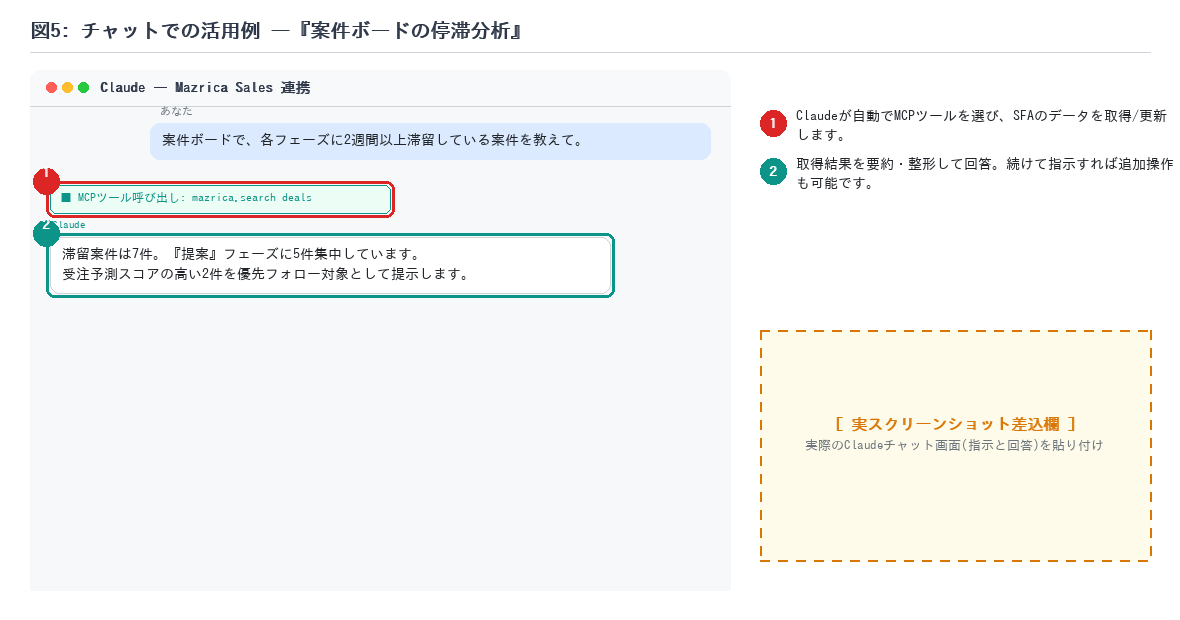 図5: チャットでの活用例 ―『案件ボードの停滞分析』
Claude — Mazrica Sales 連携
あなた
案件ボードで、各フェーズに2週間以上滞留している案件を教えて。
1
■ MCPツール呼び出し: mazrica.search_deals
2
Claude
滞留案件は7件。『提案』フェーズに5件集中しています。
受注予測スコアの高い2件を優先フォロー対象として提示します。
1
Claudeが自動でMCPツールを選び、SFAのデータを取得/更新
します。
2
取得結果を要約・整形して回答。続けて指示すれば追加操作
も可能です。
[ 実スクリーンショット差込欄 ]
実際のClaudeチャット画面(指示と回答)を貼り付け